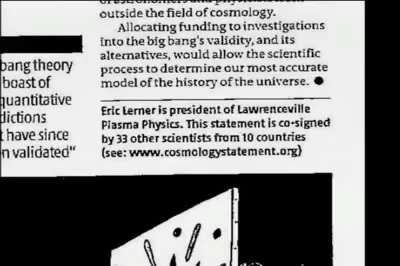 outside the field of cosmology.
Allocating funding to investigations
into the big bang's validity, and its
alternatives, would allow the scientific
process to determine our most accurate
model of the history of the universe. ●
bang theory
boast of
quantitative
dictions
have since
validated"
Eric Lerner is president of Lawrenceville
Plasma Physics. This statement is co-signed
by 33 other scientists from 10 countries
(see: www.cosmologystatement.org)